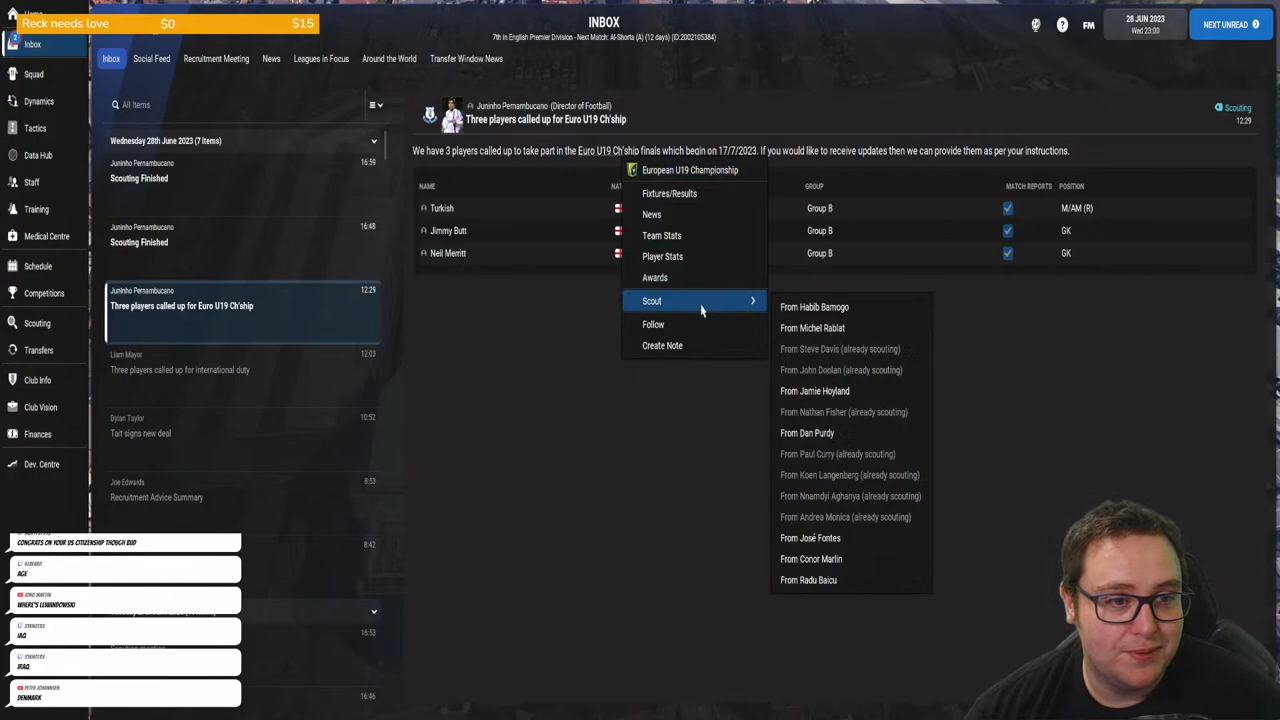 Home
Reck needs love $0 $15
INBOX
7th in English Premier Division - Next Match: Al-Shorta (A) (12 days) (ID:2002105384)
FM
28 JUN 2023
Wed 23:00
NEXT UNREAD
2
Inbox
Squad
Dynamics
Tactics
Data Hub
Staff
Training
Medical Centre
Schedule
Competitions
Scouting
Transfers
Club Info
Club Vision
Finances
Dev. Centre
Inbox Social Feed Recruitment Meeting News Leagues in Focus Around the World Transfer Window News
All Items
Wednesday 28th June 2023 (7 Items)
Juninho Pernambucano 16:59
Scouting Finished
Juninho Pernambucano 16:48
Scouting Finished
Juninho Pernambucano 12:29
Three players called up for Euro U19 Ch'ship
Liam Mayor 12:03
Three players called up for international duty
Dylan Taylor 10:52
Tait signs new deal
Joe Edwards 8:53
Recruitment Advice Summary
8:42
16:53
16:46
Juninho Pernambucano (Director of Football)
Three players called up for Euro U19 Ch'ship
Scouting
12:29
We have 3 players called up to take part in the Euro U19 Ch'ship finals which begin on 17/7/2023. If you would like to receive updates then we can provide them as per your instructions.
NAME NAT GROUP MATCH REPORTS POSITION
Turkish Group B M/AM (R)
Jimmy Butt Group B GK
Neil Merritt Group B GK
European U19 Championship
Fixtures/Results
News
Team Stats
Player Stats
Awards
Scout
Follow
Create Note
From Habib Bamogo
From Michel Rablat
From Steve Davis (already scouting)
From John Doolan (already scouting)
From Jamie Hoyland
From Nathan Fisher (already scouting)
From Dan Purdy
From Paul Curry (already scouting)
From Koen Langenberg (already scouting)
From Nnamdyi Aghanya (already scouting)
From Andrea Monica (already scouting)
From José Fontes
From Conor Marlin
From Radu Baicu
CONGRATS ON YOUR US CITIZENSHIP THOUGH BUD
AGE
JONO MARTIN
WHERE'S LEWANDOWSKI
IAQ
IRAQ
PETER JOHANNSEN
DENMARK